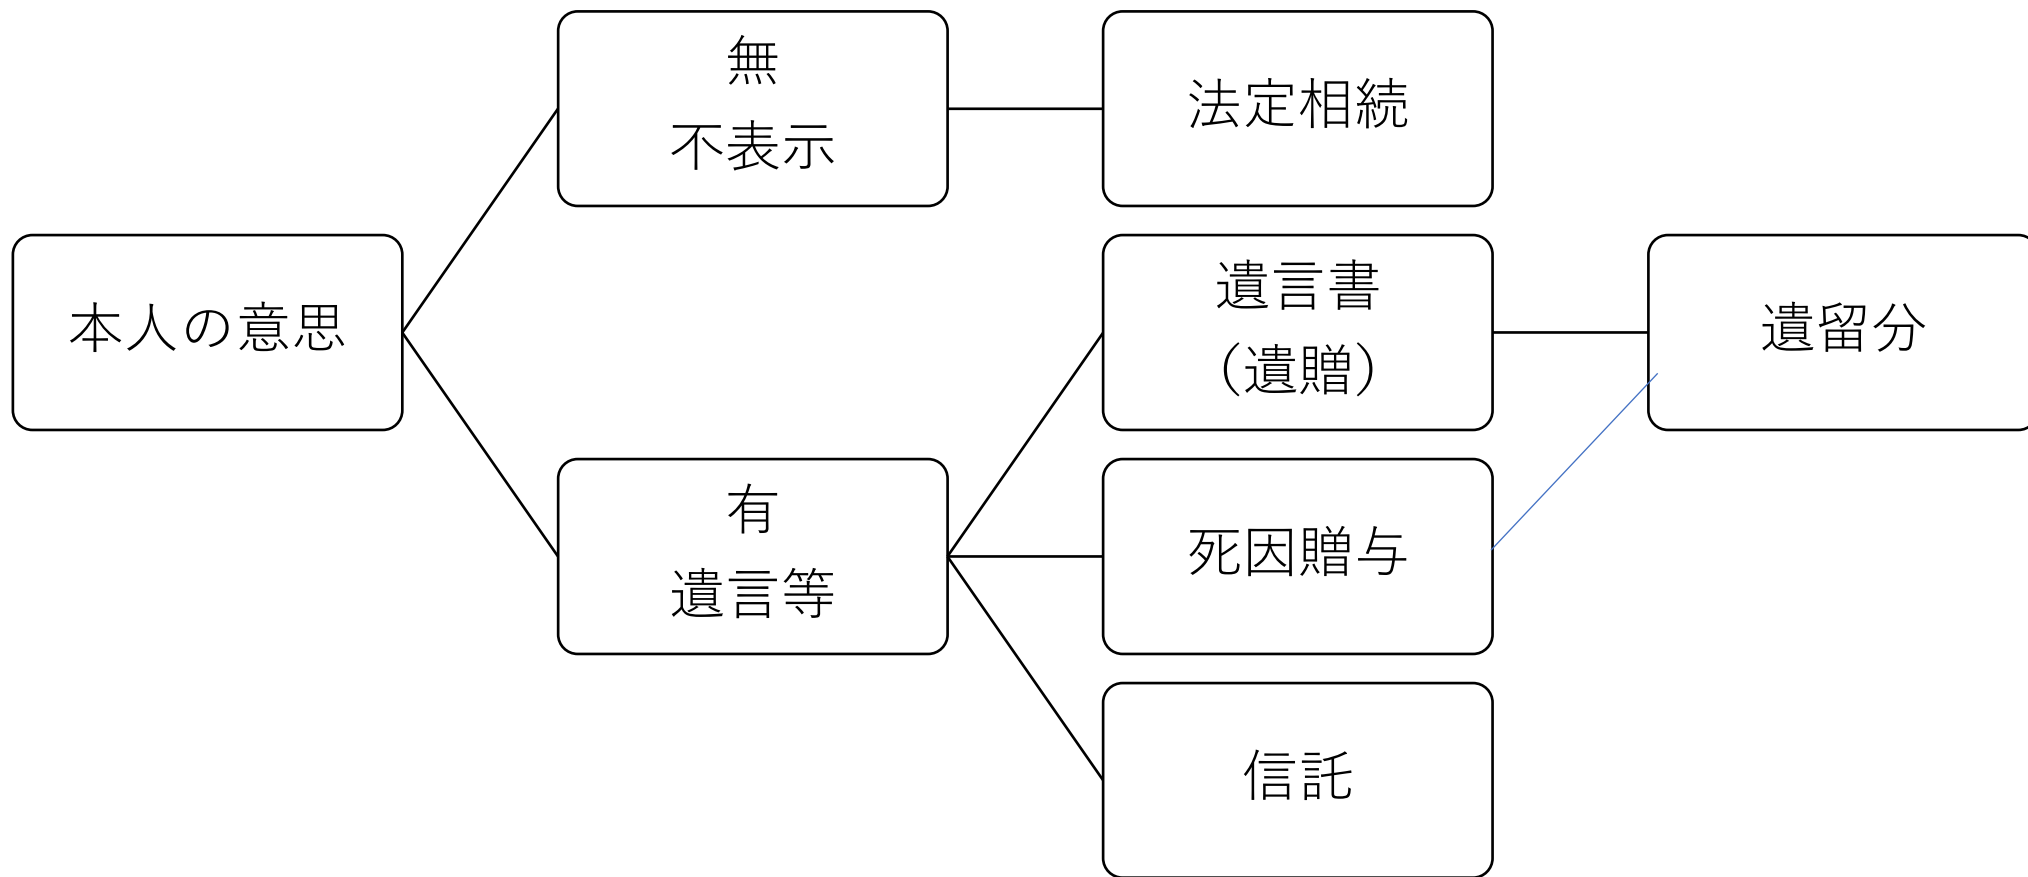 本人の意思
無
不表示
法定相続
有
遺言等
遺言書
（遺贈）
遺留分
死因贈与
信託